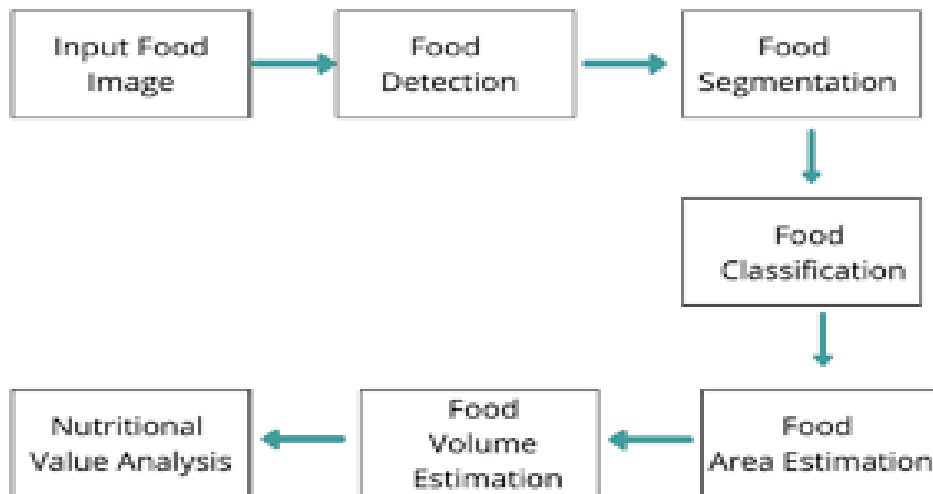 Input Food
Image
Food
Detection
Food
Segmentation
Food
Classification
Food
Area Estimation
Food
Volume
Estimation
Nutritional
Value Analysis